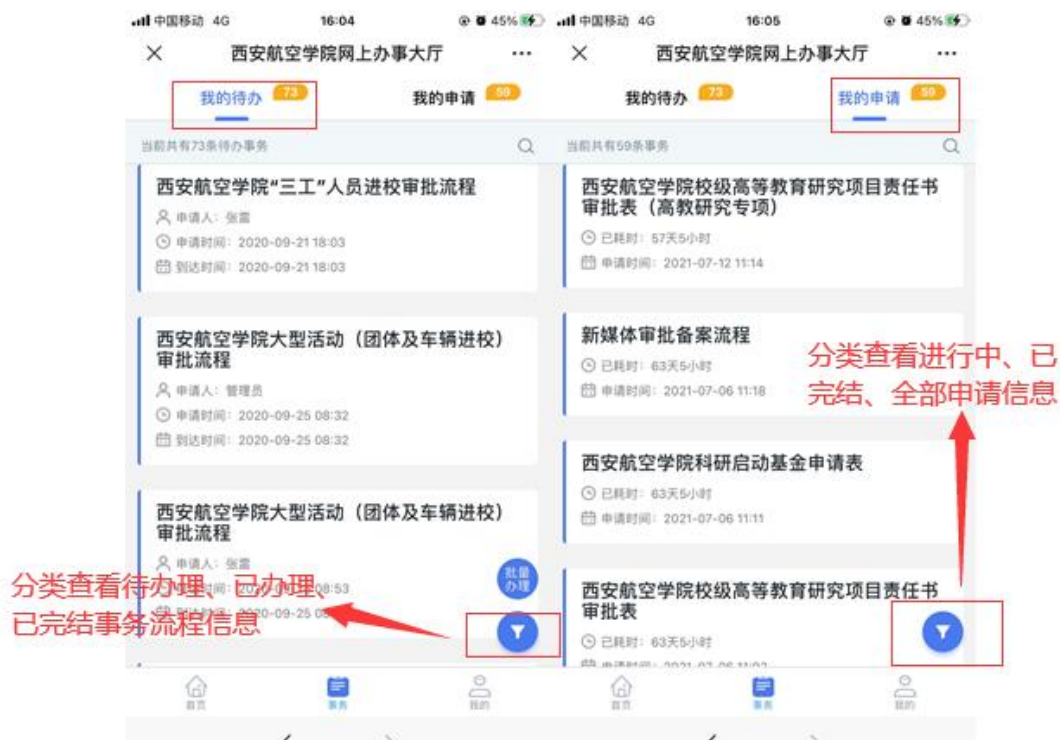 中国移动 4G 16:04 45%
西安航空学院网上办事大厅
我的待办 73 我的申请 59
当前共有73条待办事务
西安航空学院“三工”人员进校审批流程
申请人：张雷
申请时间：2020-09-21 18:03
到达时间：2020-09-21 18:03
西安航空学院大型活动（团体及车辆进校）
审批流程
申请人：管理员
申请时间：2020-09-25 08:32
到达时间：2020-09-25 08:32
西安航空学院大型活动（团体及车辆进校）
审批流程
申请人：张雷
08:53
2020-09-25
批量
办理
分类查看待办理、已办理、
已完结事务流程信息
首页 事务 我的
中国移动 4G 16:05 45%
西安航空学院网上办事大厅
我的待办 73 我的申请 59
当前共有59条事务
西安航空学院校级高等教育研究项目责任书
审批表（高教研究专项）
已耗时：57天5小时
申请时间：2021-07-12 11:14
新媒体审批备案流程
已耗时：63天5小时
申请时间：2021-07-06 11:18
分类查看进行中、已
完结、全部申请信息
西安航空学院科研启动基金申请表
已耗时：63天5小时
申请时间：2021-07-06 11:11
西安航空学院校级高等教育研究项目责任书
审批表
已耗时：63天5小时
首页 事务 我的